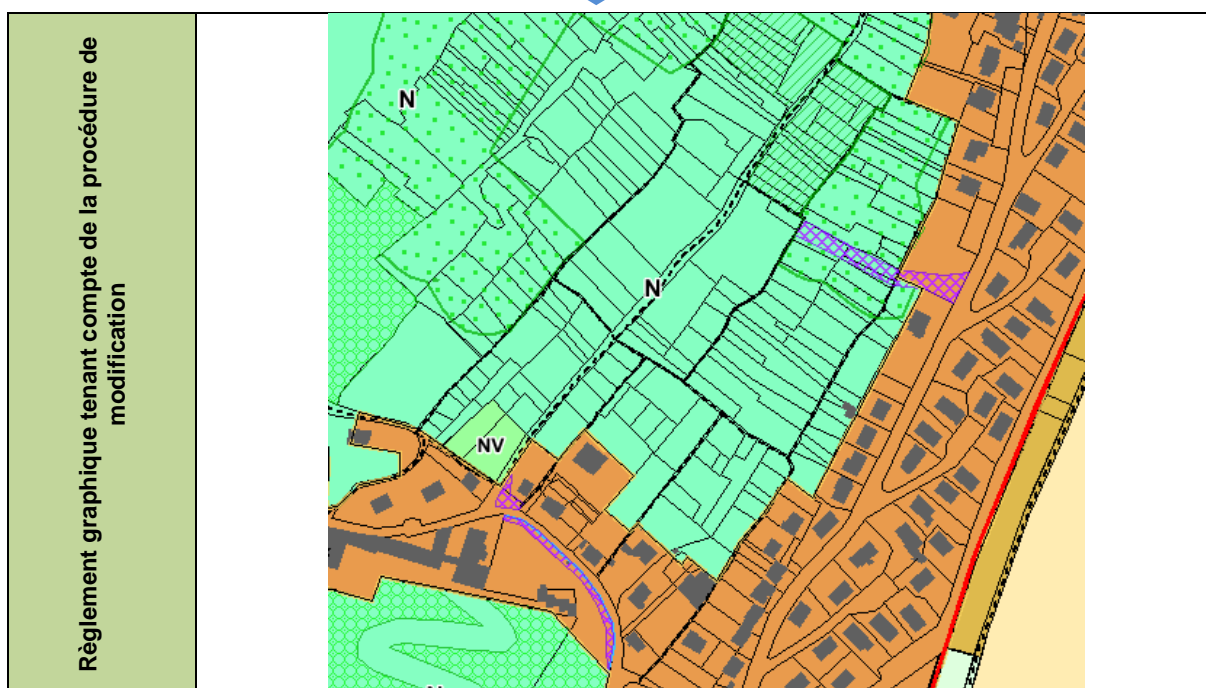 Règlement graphique tenant compte de la procédure de
modification
N
N
NV